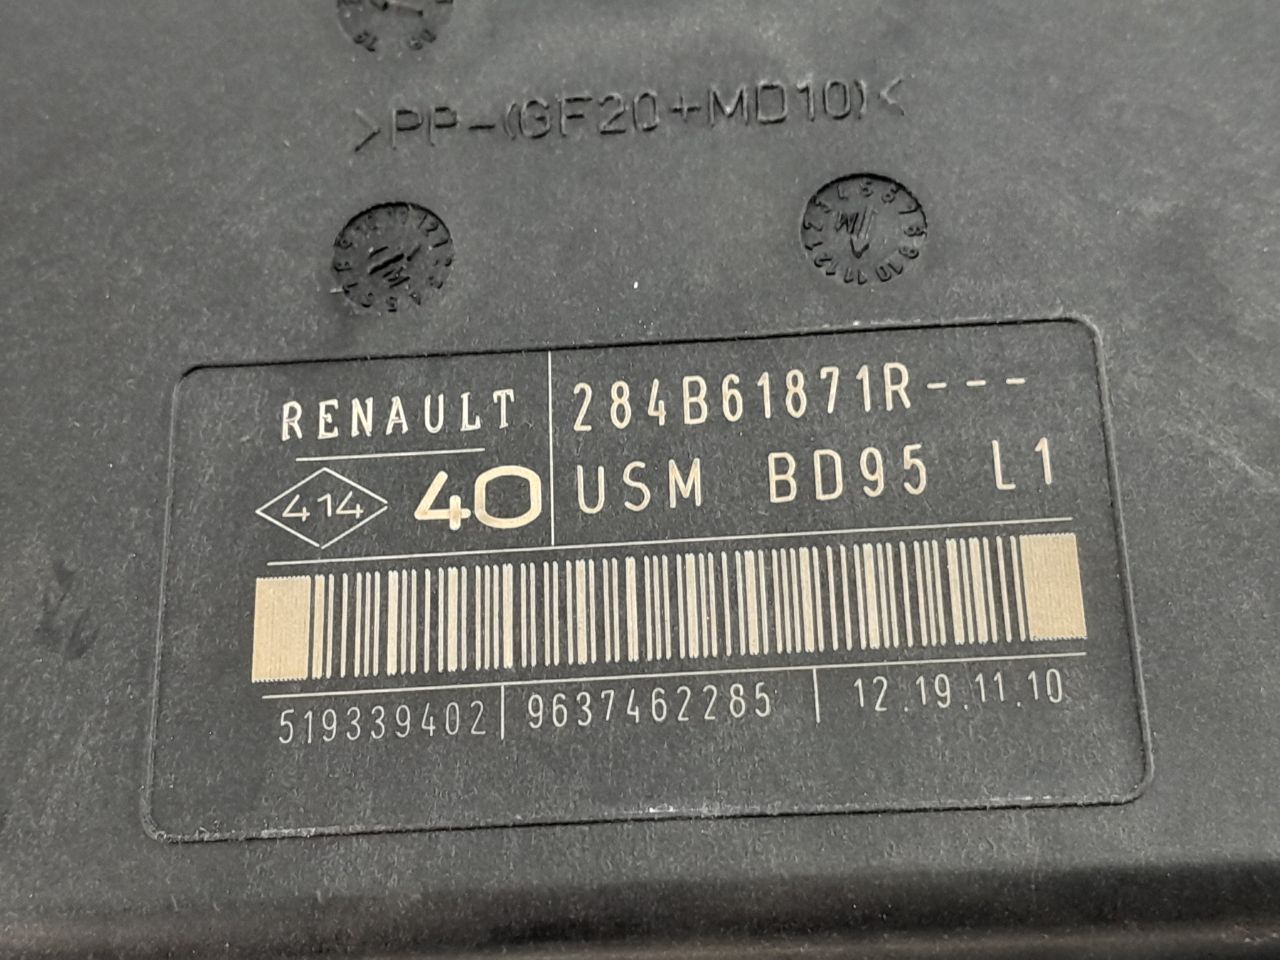 >PP-(GF20+MD10)<
RENAULT
284B61871R---
414
40
USM BD95 L1
519339402
9637462285
12.19.11.10